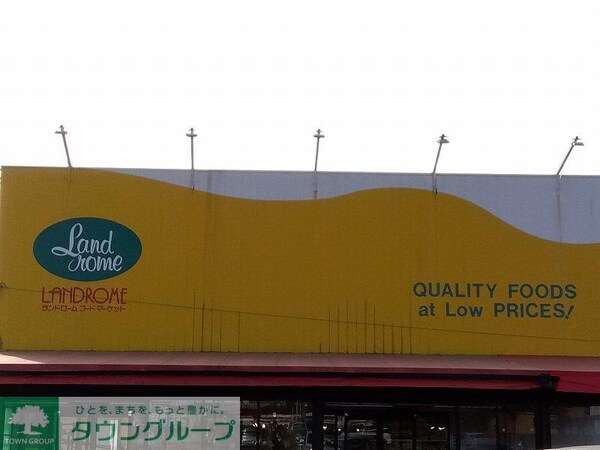 Land
rome
LANDROME
ランドローム フードマーケット
QUALITY FOODS
at Low PRICES!
ひとを、まちを、もっと豊かに。
タウングループ
TOWN GROUP